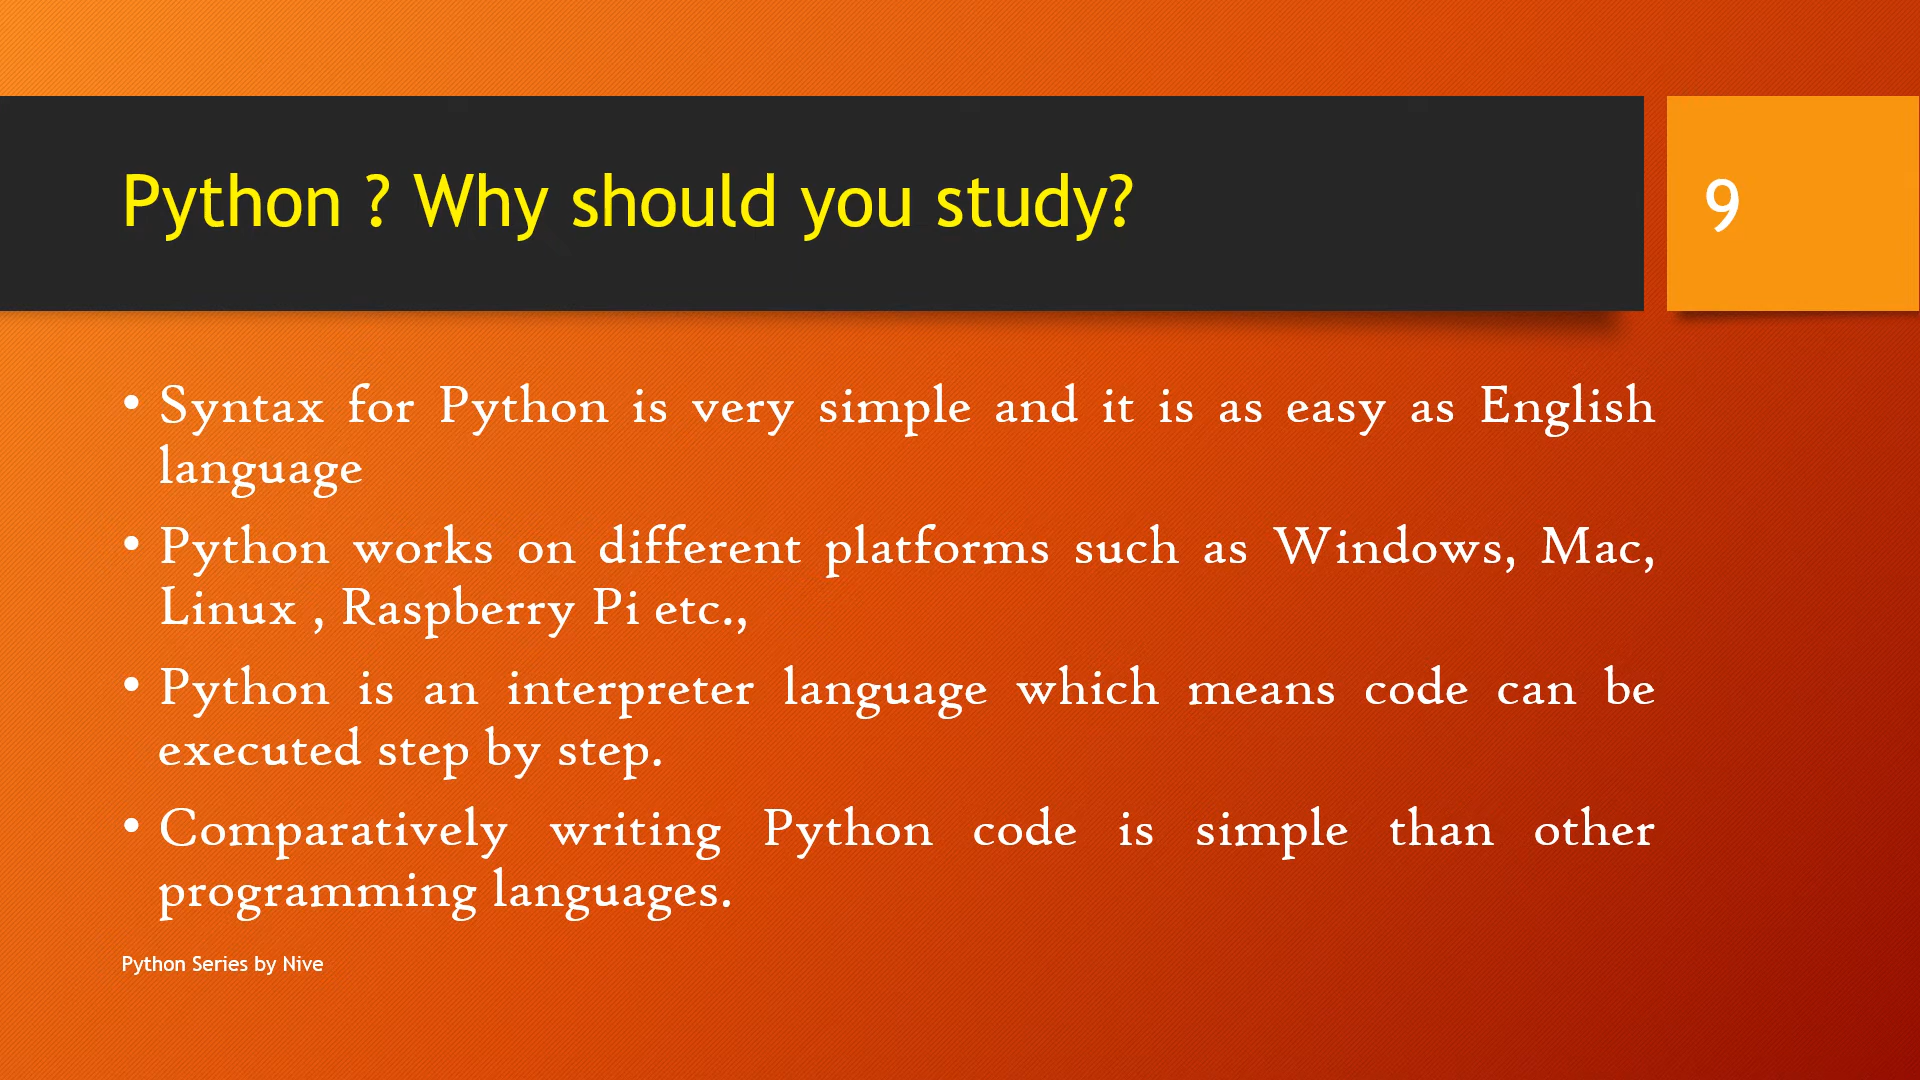 Python ? Why should you study?
9
• Syntax for Python is very simple and it is as easy as English
language
• Python works on different platforms such as Windows, Mac,
Linux , Raspberry Pi etc.,
• Python is an interpreter language which means code can be
executed step by step.
• Comparatively writing Python code is simple than other
programming languages.
Python Series by Nive